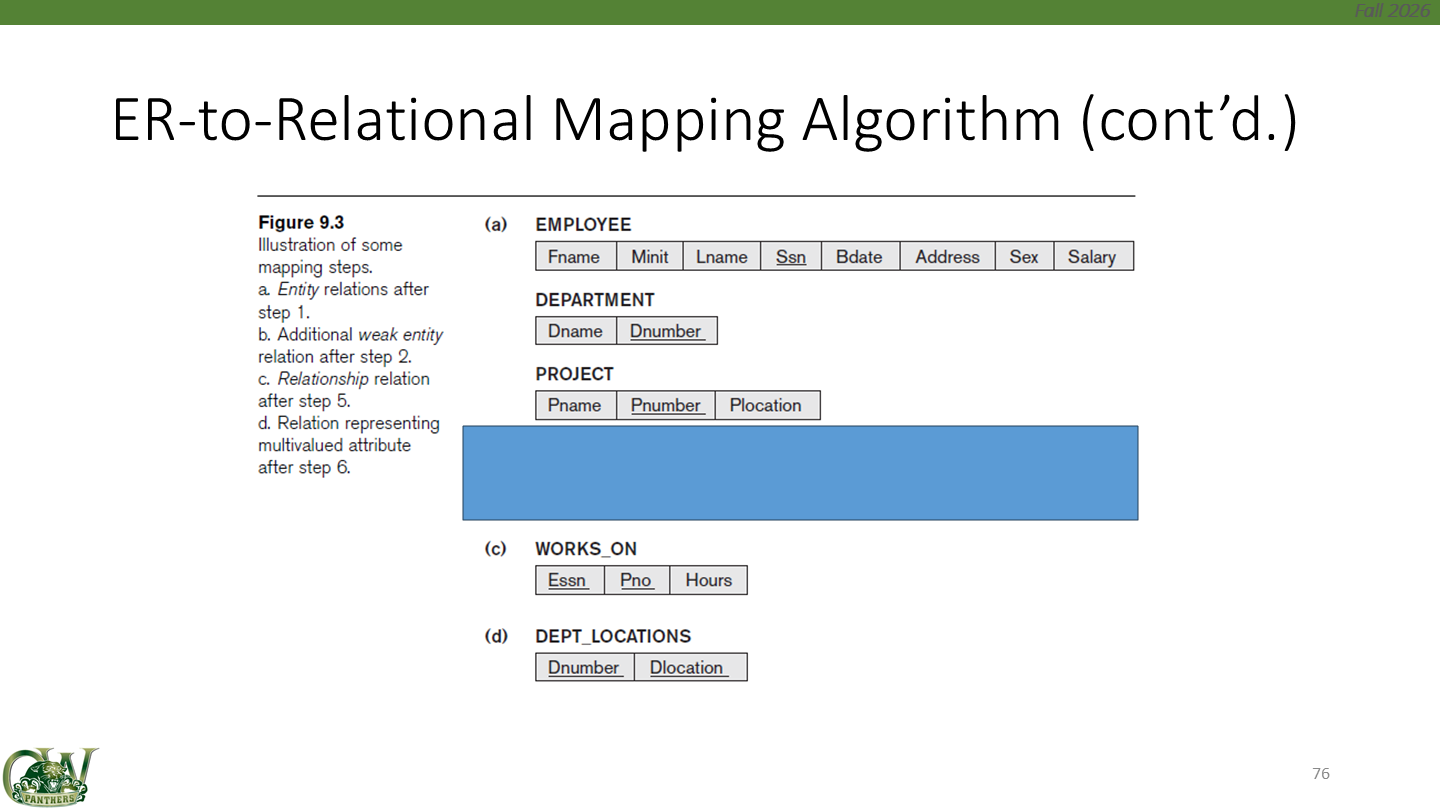 Fall 2026
ER-to-Relational Mapping Algorithm (cont’d.)
Figure 9.3
Illustration of some
mapping steps.
a. Entity relations after
step 1.
b. Additional weak entity
relation after step 2.
c. Relationship relation
after step 5.
d. Relation representing
multivalued attribute
after step 6.
(a) EMPLOYEE
Fname Minit Lname Ssn Bdate Address Sex Salary
DEPARTMENT
Dname Dnumber
PROJECT
Pname Pnumber Plocation
(c) WORKS_ON
Essn Pno Hours
(d) DEPT_LOCATIONS
Dnumber Dlocation
OW
PANTHERS
76